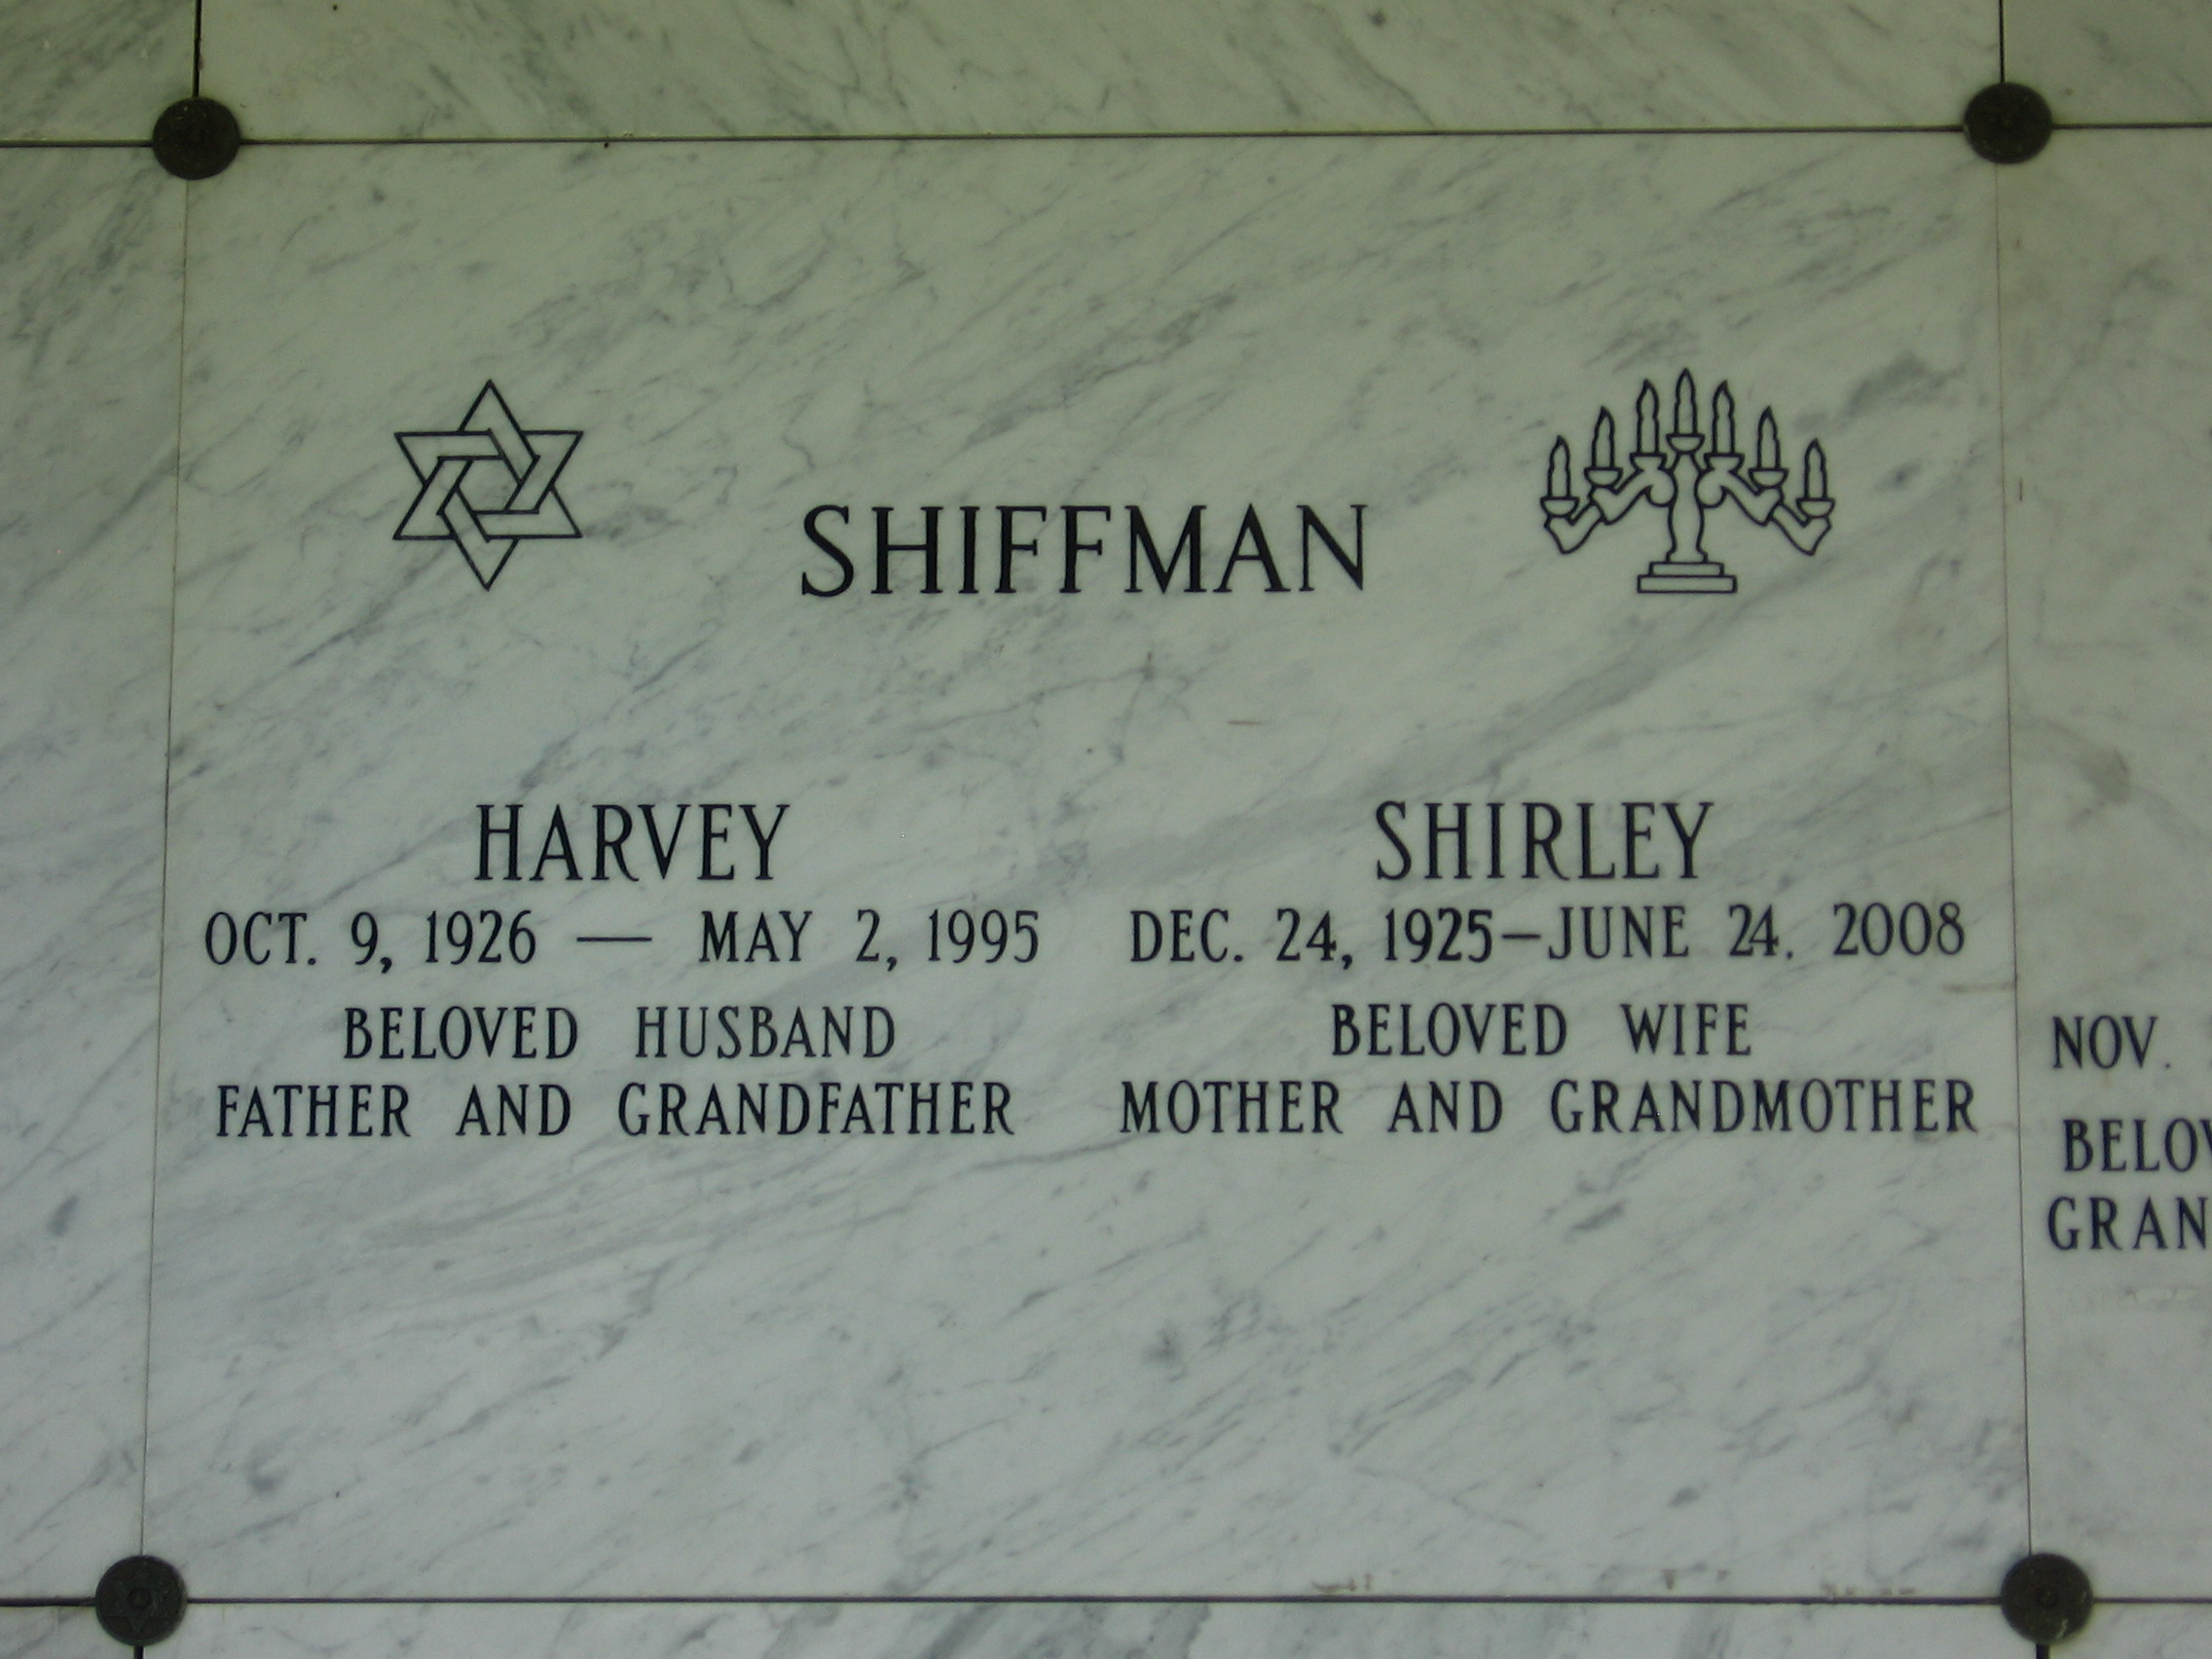 SHIFFMAN
HARVEY
OCT. 9, 1926 — MAY 2, 1995
BELOVED HUSBAND
FATHER AND GRANDFATHER
SHIRLEY
DEC. 24, 1925–JUNE 24. 2008
BELOVED WIFE
MOTHER AND GRANDMOTHER
NOV.